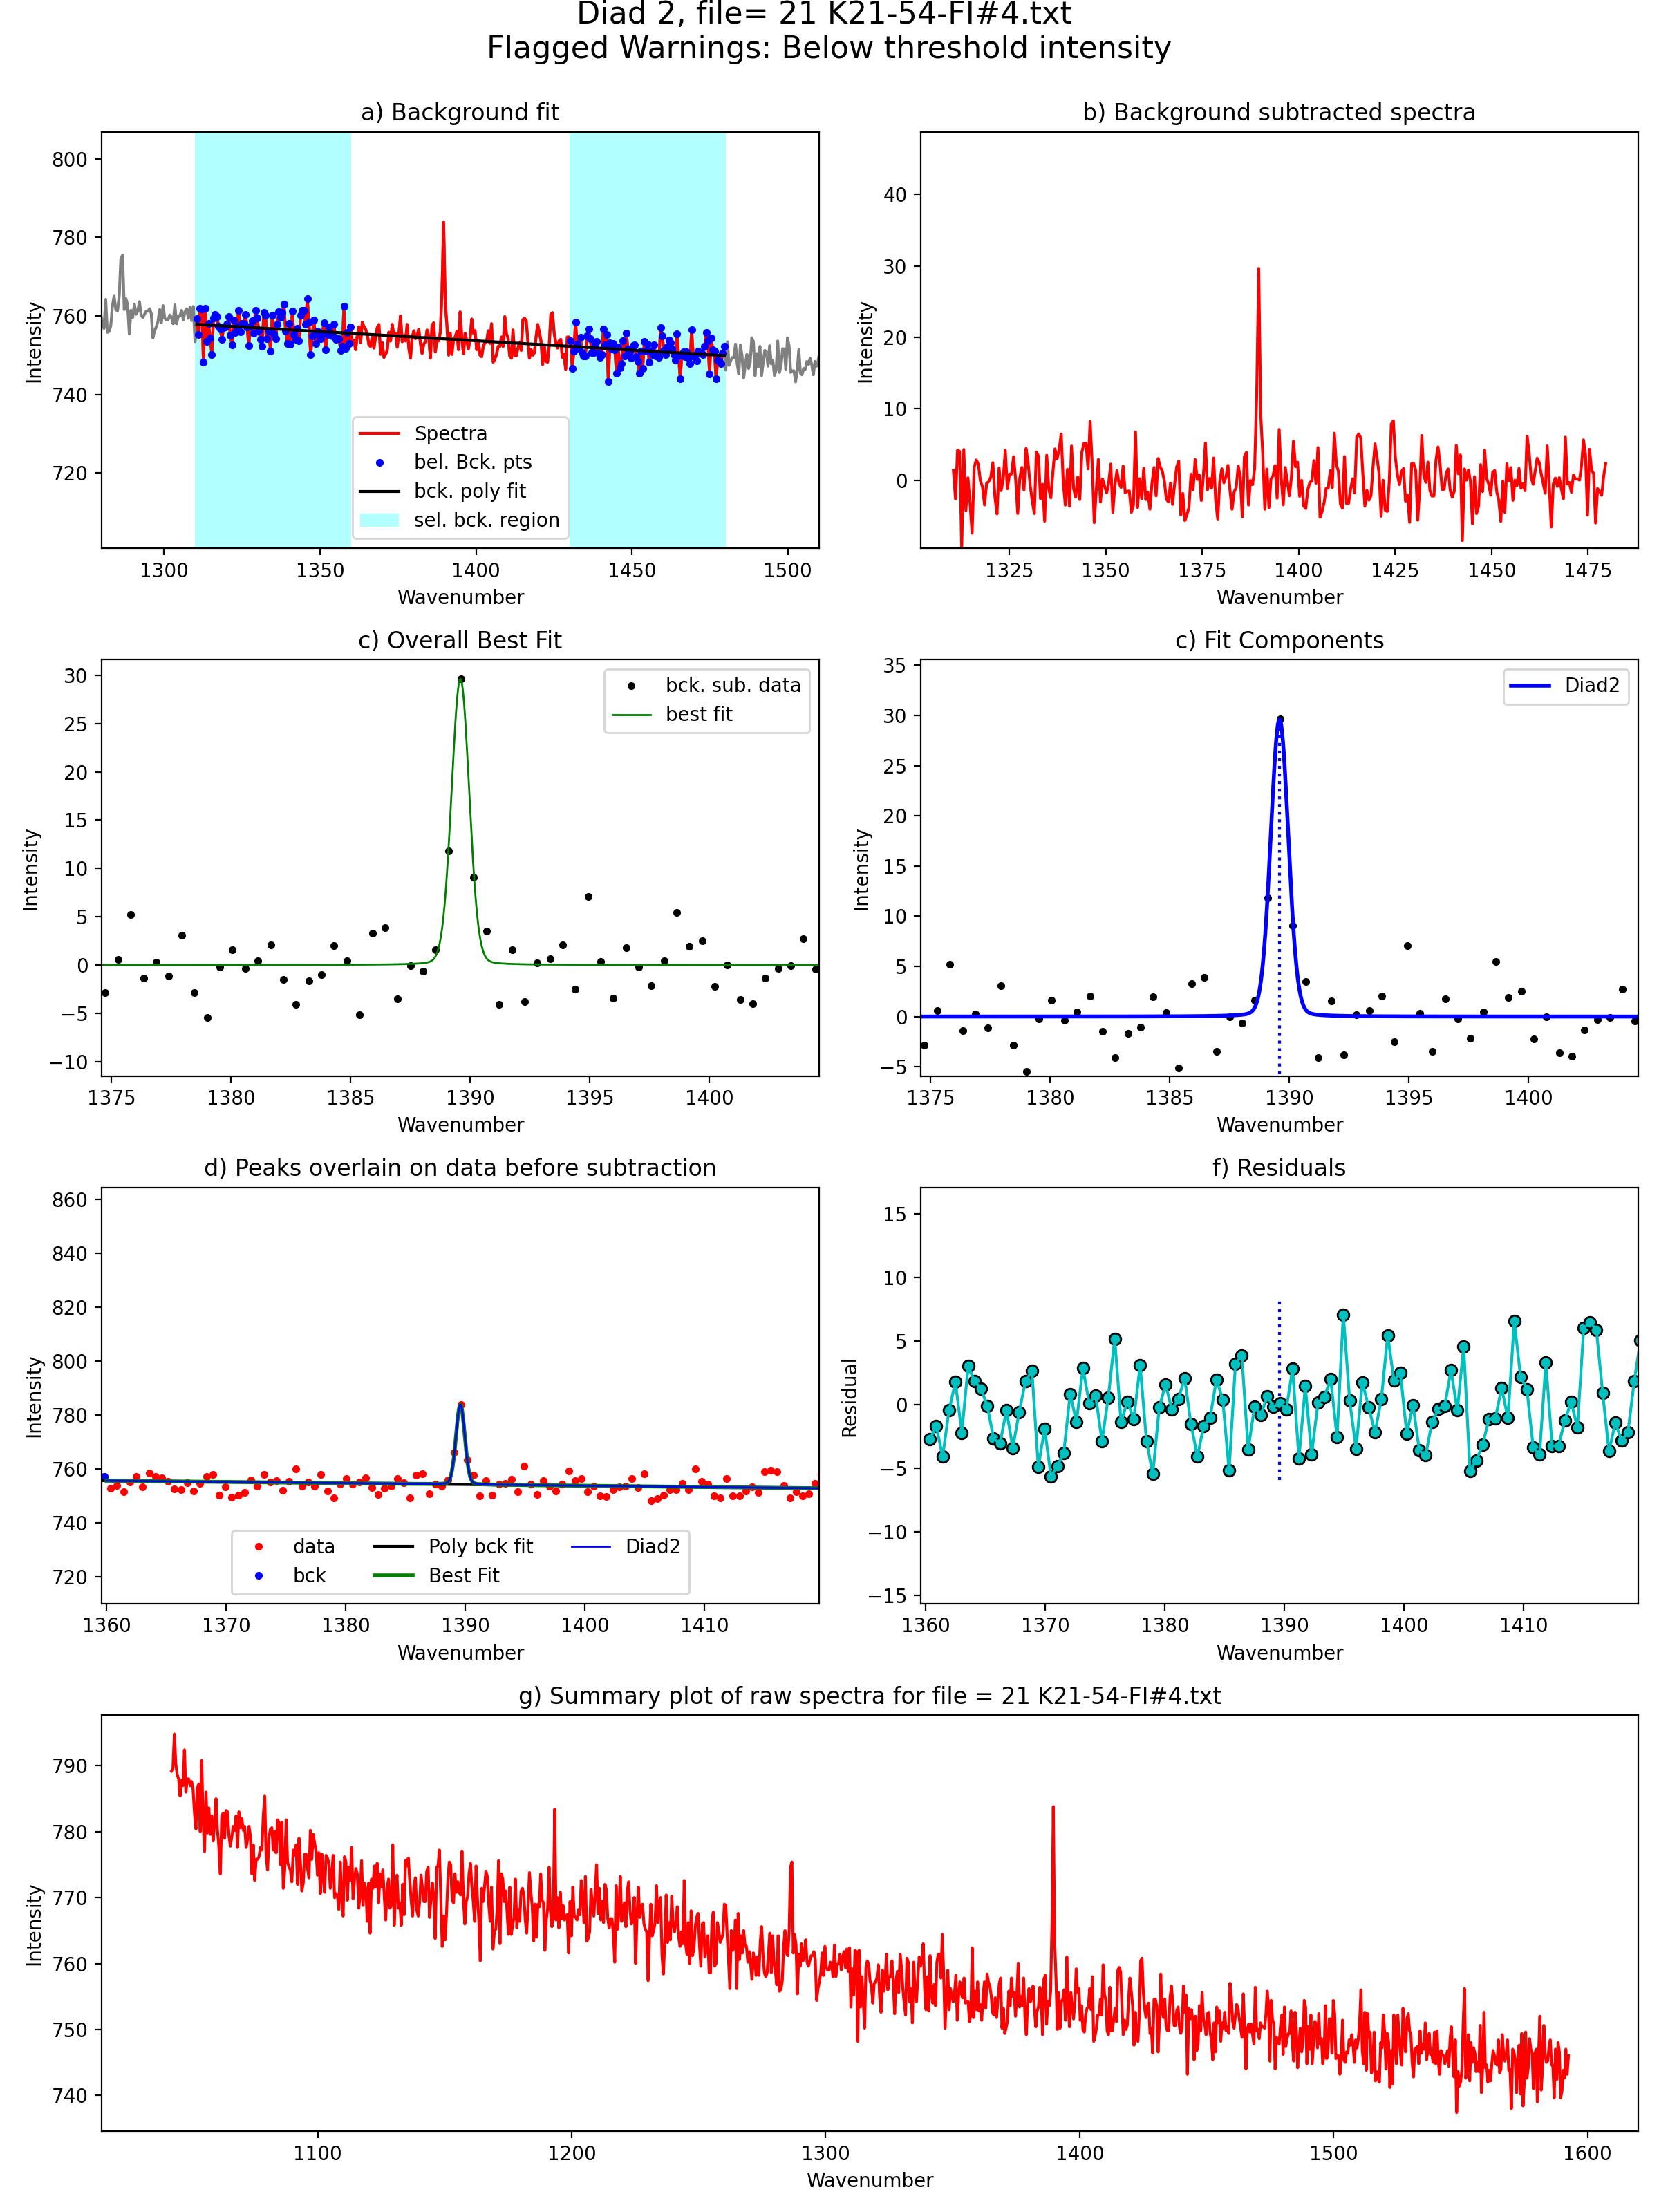 Diad 2, file= 21 K21-54-FI#4.txt
Flagged Warnings: Below threshold intensity
a) Background fit
800
780
760
740
720
Intensity
Spectra
bel. Bck. pts
bck. poly fit
sel. bck. region
1300 1350 1400 1450 1500
Wavenumber
b) Background subtracted spectra
40
30
20
10
0
Intensity
1325 1350 1375 1400 1425 1450 1475
Wavenumber
c) Overall Best Fit
30
25
20
15
10
5
0
−5
−10
Intensity
bck. sub. data
best fit
1375 1380 1385 1390 1395 1400
Wavenumber
c) Fit Components
35
30
25
20
15
10
5
0
−5
Intensity
Diad2
1375 1380 1385 1390 1395 1400
Wavenumber
d) Peaks overlain on data before subtraction
860
840
820
800
780
760
740
720
Intensity
data Poly bck fit Diad2
bck Best Fit
1360 1370 1380 1390 1400 1410
Wavenumber
f) Residuals
15
10
5
0
−5
−10
−15
Residual
1360 1370 1380 1390 1400 1410
Wavenumber
g) Summary plot of raw spectra for file = 21 K21-54-FI#4.txt
790
780
770
760
750
740
Intensity
1100 1200 1300 1400 1500 1600
Wavenumber